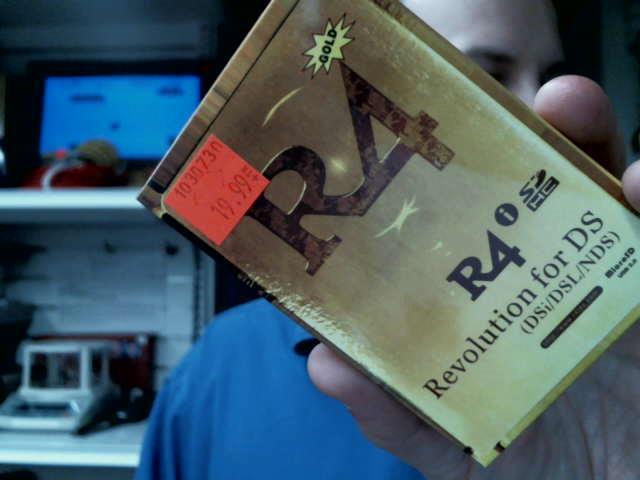 GOLD
R4
1030730
19.99
R4i SDHC
Revolution for DS
(DSi/DSL/NDS)
MicroSD